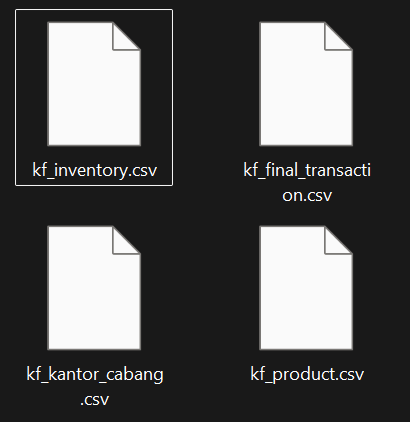 kf_inventory.csv
kf_final_transacti
on.csv
kf_kantor_cabang
.csv
kf_product.csv